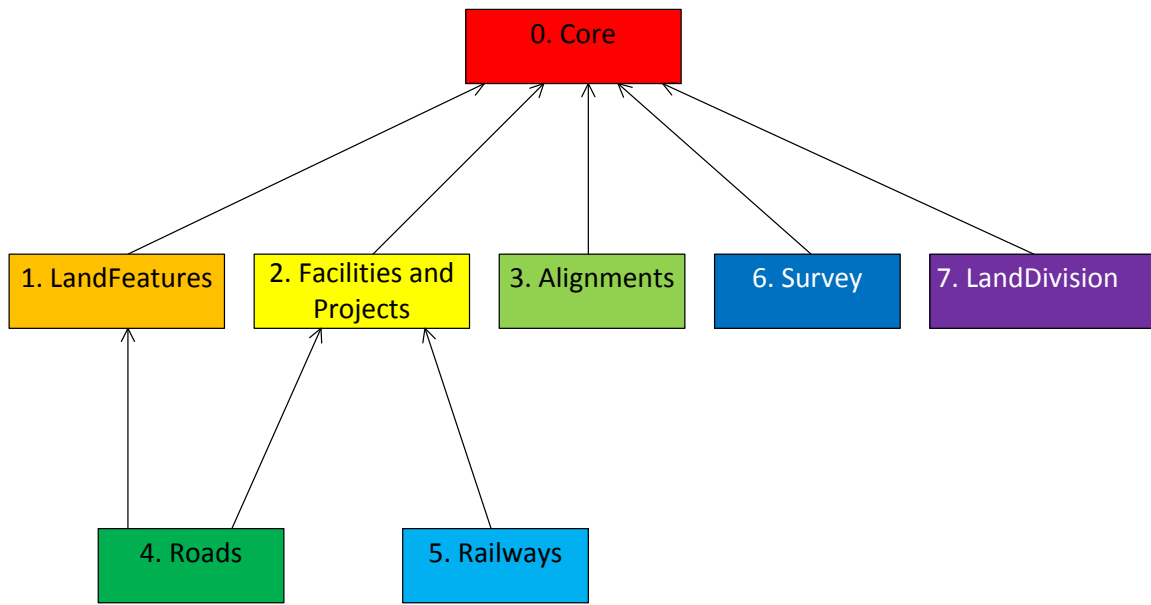 0. Core
1. LandFeatures
2. Facilities and
Projects
3. Alignments
6. Survey
7. LandDivision
4. Roads
5. Railways